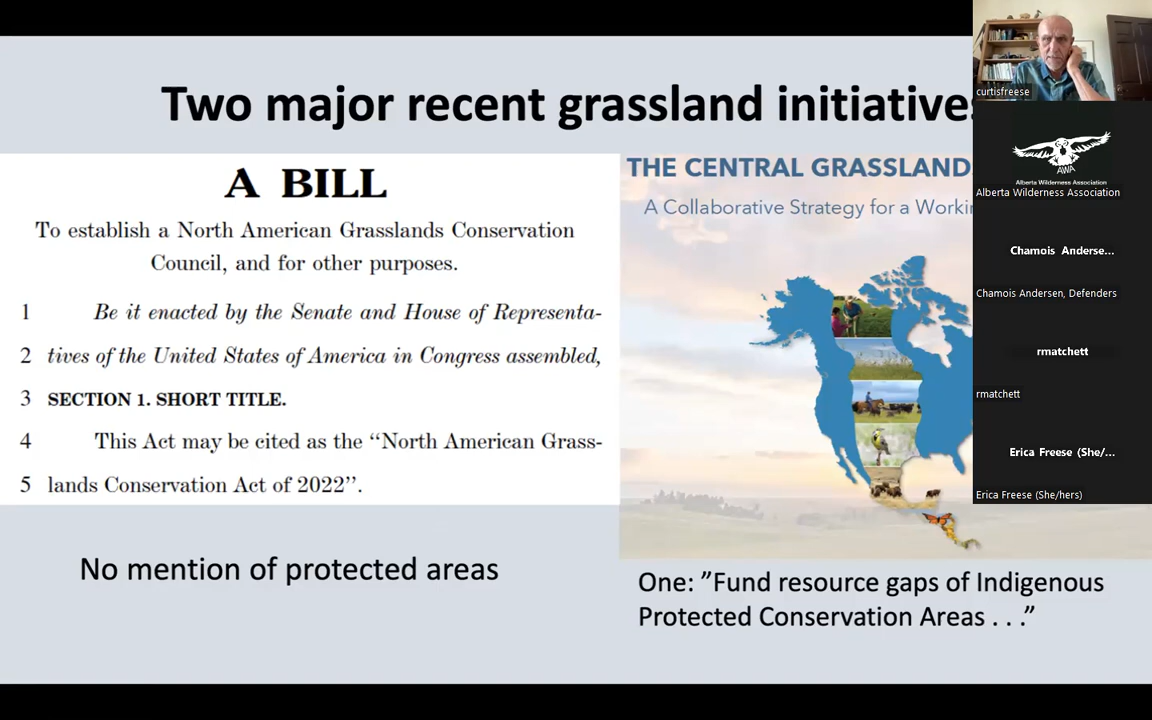 Two major recent grassland initiatives
A BILL
To establish a North American Grasslands Conservation
Council, and for other purposes.
1 Be it enacted by the Senate and House of Representa-
2 tives of the United States of America in Congress assembled,
3 SECTION 1. SHORT TITLE.
4 This Act may be cited as the “North American Grass-
5 lands Conservation Act of 2022”.
No mention of protected areas
THE CENTRAL GRASSLAND
A Collaborative Strategy for a Workin
One: ”Fund resource gaps of Indigenous
Protected Conservation Areas . . .”
curtisfreese
AWA
Alberta Wilderness Association
Alberta Wilderness Association
Chamois Anderse...
Chamois Andersen, Defenders
rmatchett
rmatchett
Erica Freese (She/...
Erica Freese (She/hers)